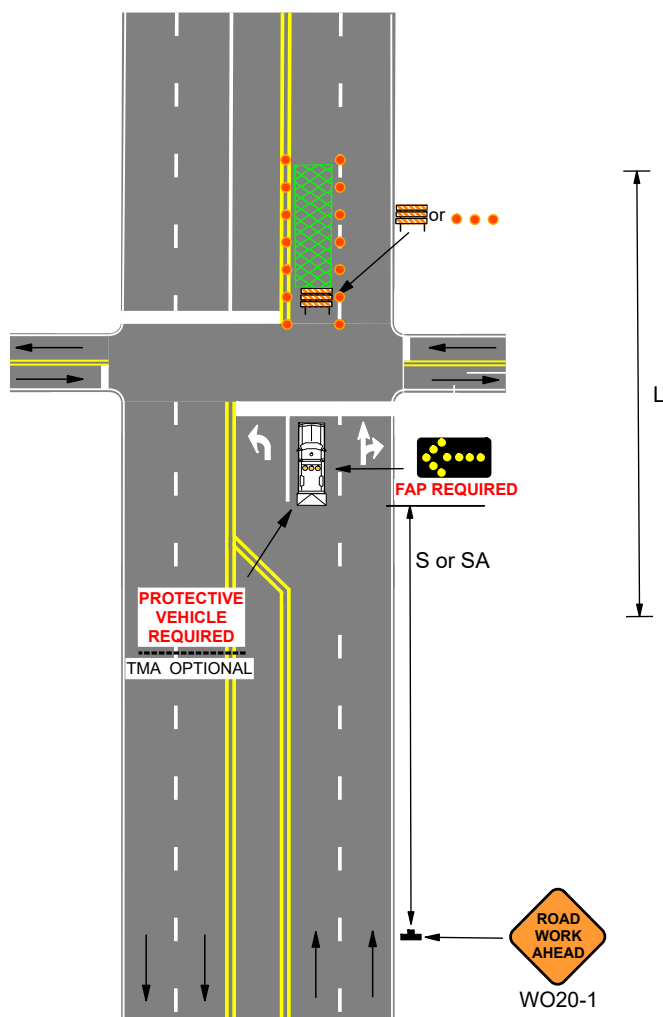 or
L
FAP REQUIRED
S or SA
PROTECTIVE
VEHICLE
REQUIRED
TMA OPTIONAL
ROAD
WORK
AHEAD
WO20-1